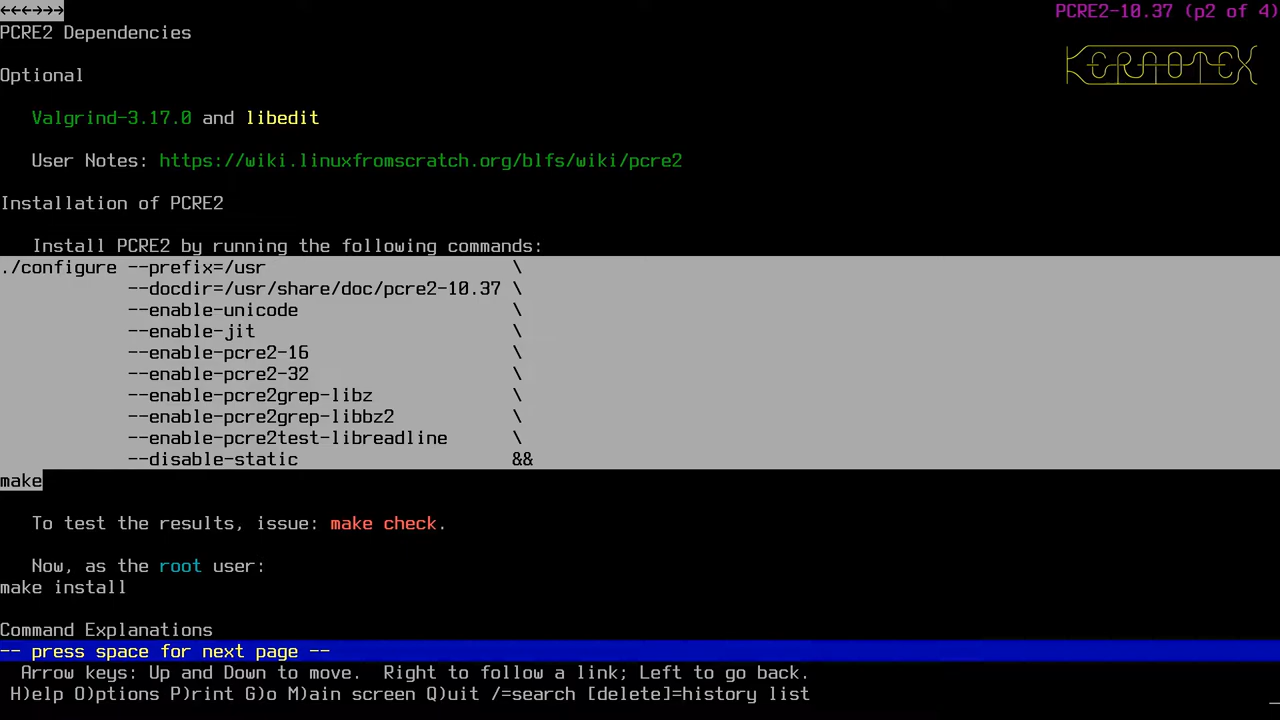 ←←←→→→ PCRE2-10.37 (p2 of 4)
PCRE2 Dependencies
KERNOTEX
Optional
Valgrind-3.17.0 and libedit
User Notes: https://wiki.linuxfromscratch.org/blfs/wiki/pcre2
Installation of PCRE2
Install PCRE2 by running the following commands:
./configure --prefix=/usr \
--docdir=/usr/share/doc/pcre2-10.37 \
--enable-unicode \
--enable-jit \
--enable-pcre2-16 \
--enable-pcre2-32 \
--enable-pcre2grep-libz \
--enable-pcre2grep-libbz2 \
--enable-pcre2test-libreadline \
--disable-static &&
make
To test the results, issue: make check.
Now, as the root user:
make install
Command Explanations
-- press space for next page --
Arrow keys: Up and Down to move. Right to follow a link; Left to go back.
H)elp O)ptions P)rint G)o M)ain screen Q)uit /=search [delete]=history list